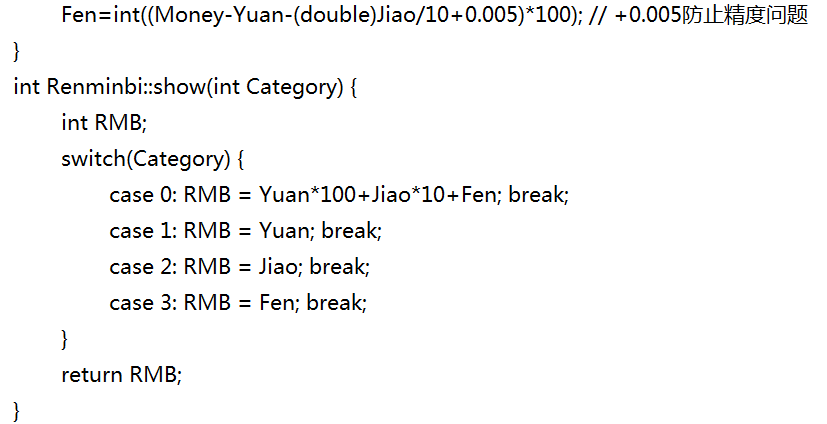 Fen=int((Money-Yuan-(double)Jiao/10+0.005)*100); // +0.005防止精度问题
}
int Renminbi::show(int Category) {
int RMB;
switch(Category) {
case 0: RMB = Yuan*100+Jiao*10+Fen; break;
case 1: RMB = Yuan; break;
case 2: RMB = Jiao; break;
case 3: RMB = Fen; break;
}
return RMB;
}